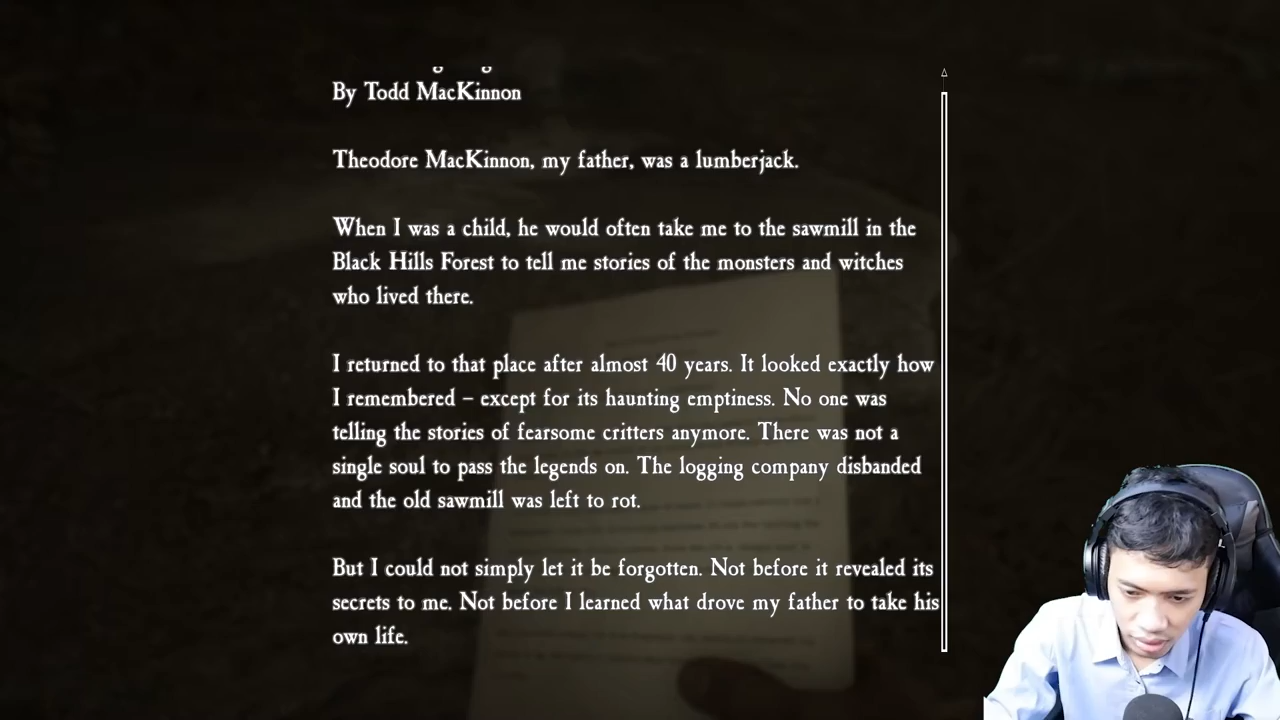 By Todd MacKinnon
Theodore MacKinnon, my father, was a lumberjack.
When I was a child, he would often take me to the sawmill in the
Black Hills Forest to tell me stories of the monsters and witches
who lived there.
I returned to that place after almost 40 years. It looked exactly how
I remembered – except for its haunting emptiness. No one was
telling the stories of fearsome critters anymore. There was not a
single soul to pass the legends on. The logging company disbanded
and the old sawmill was left to rot.
But I could not simply let it be forgotten. Not before it revealed its
secrets to me. Not before I learned what drove my father to take his
own life.